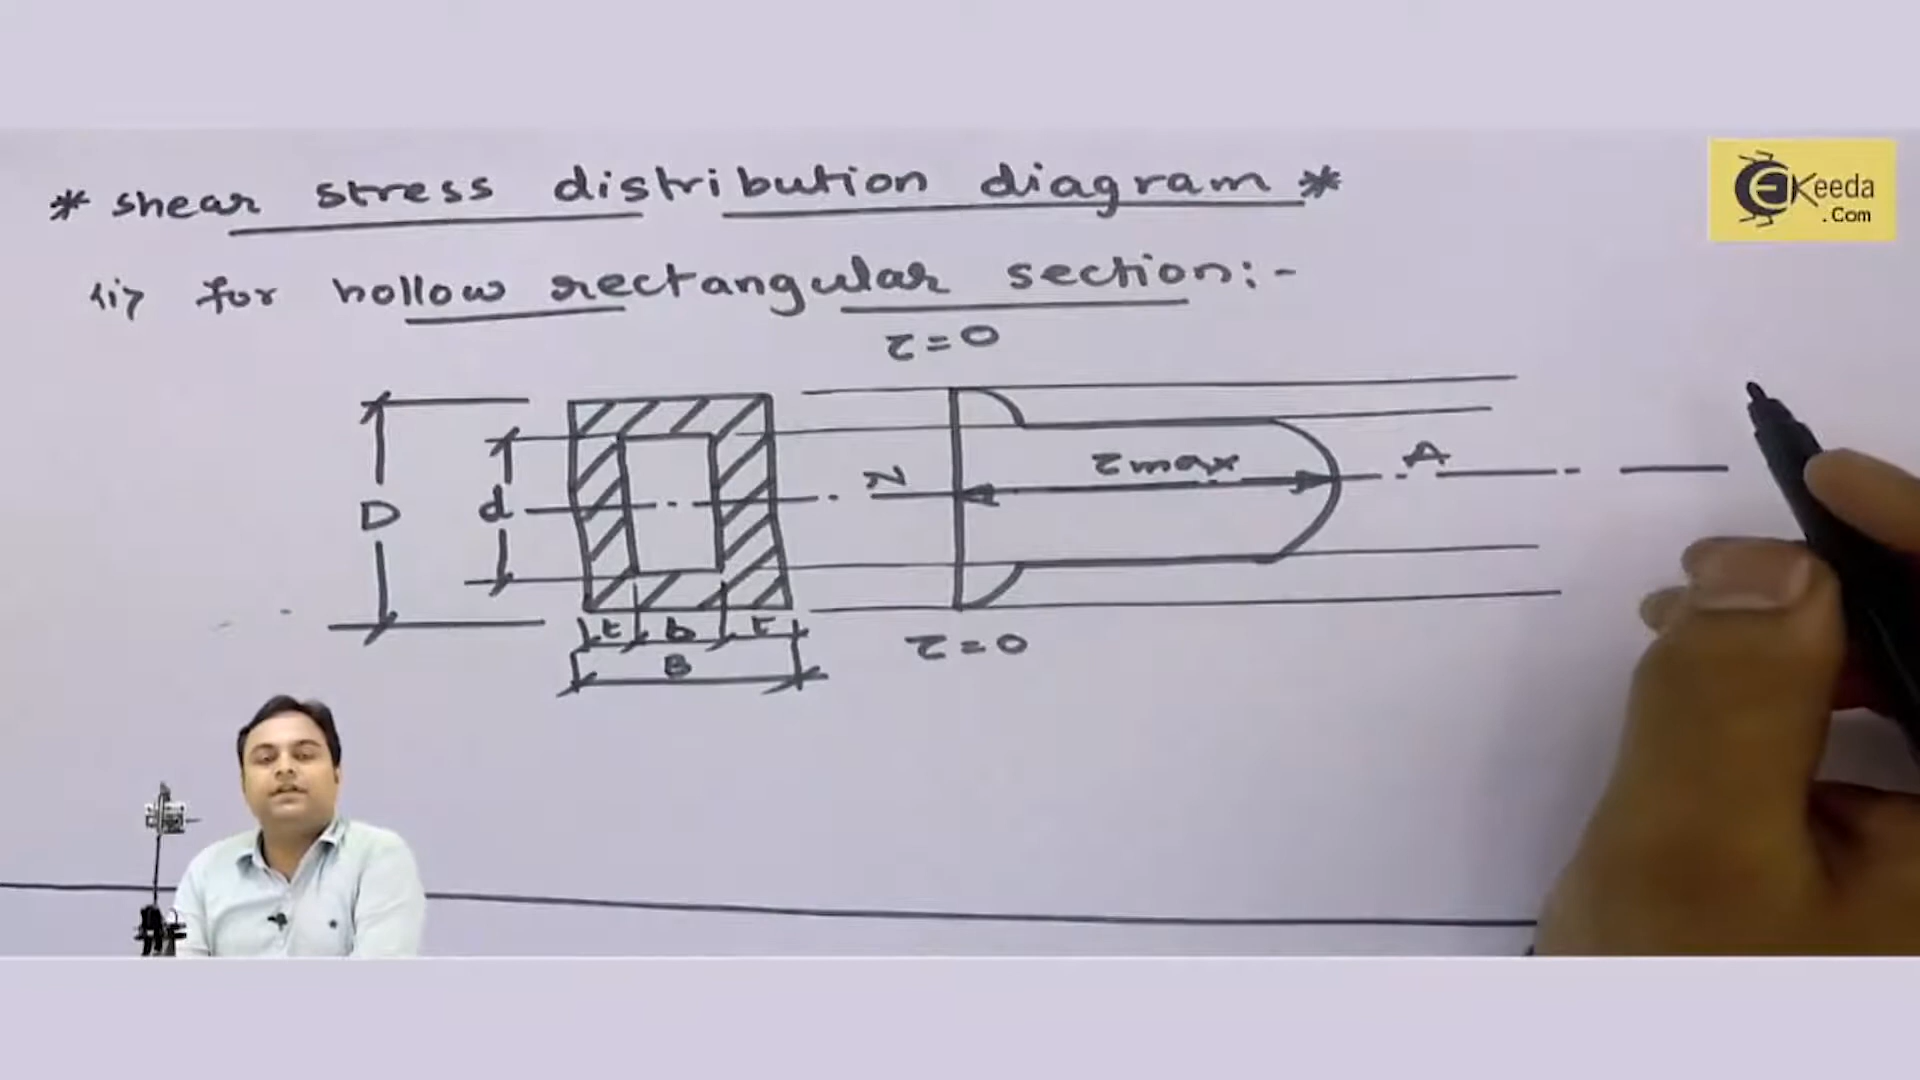 * shear stress distribution diagram *
(i) for hollow rectangular section:-
EKeeda
.Com
τ=0
D
d
N
τmax
A
t b t
B
τ=0